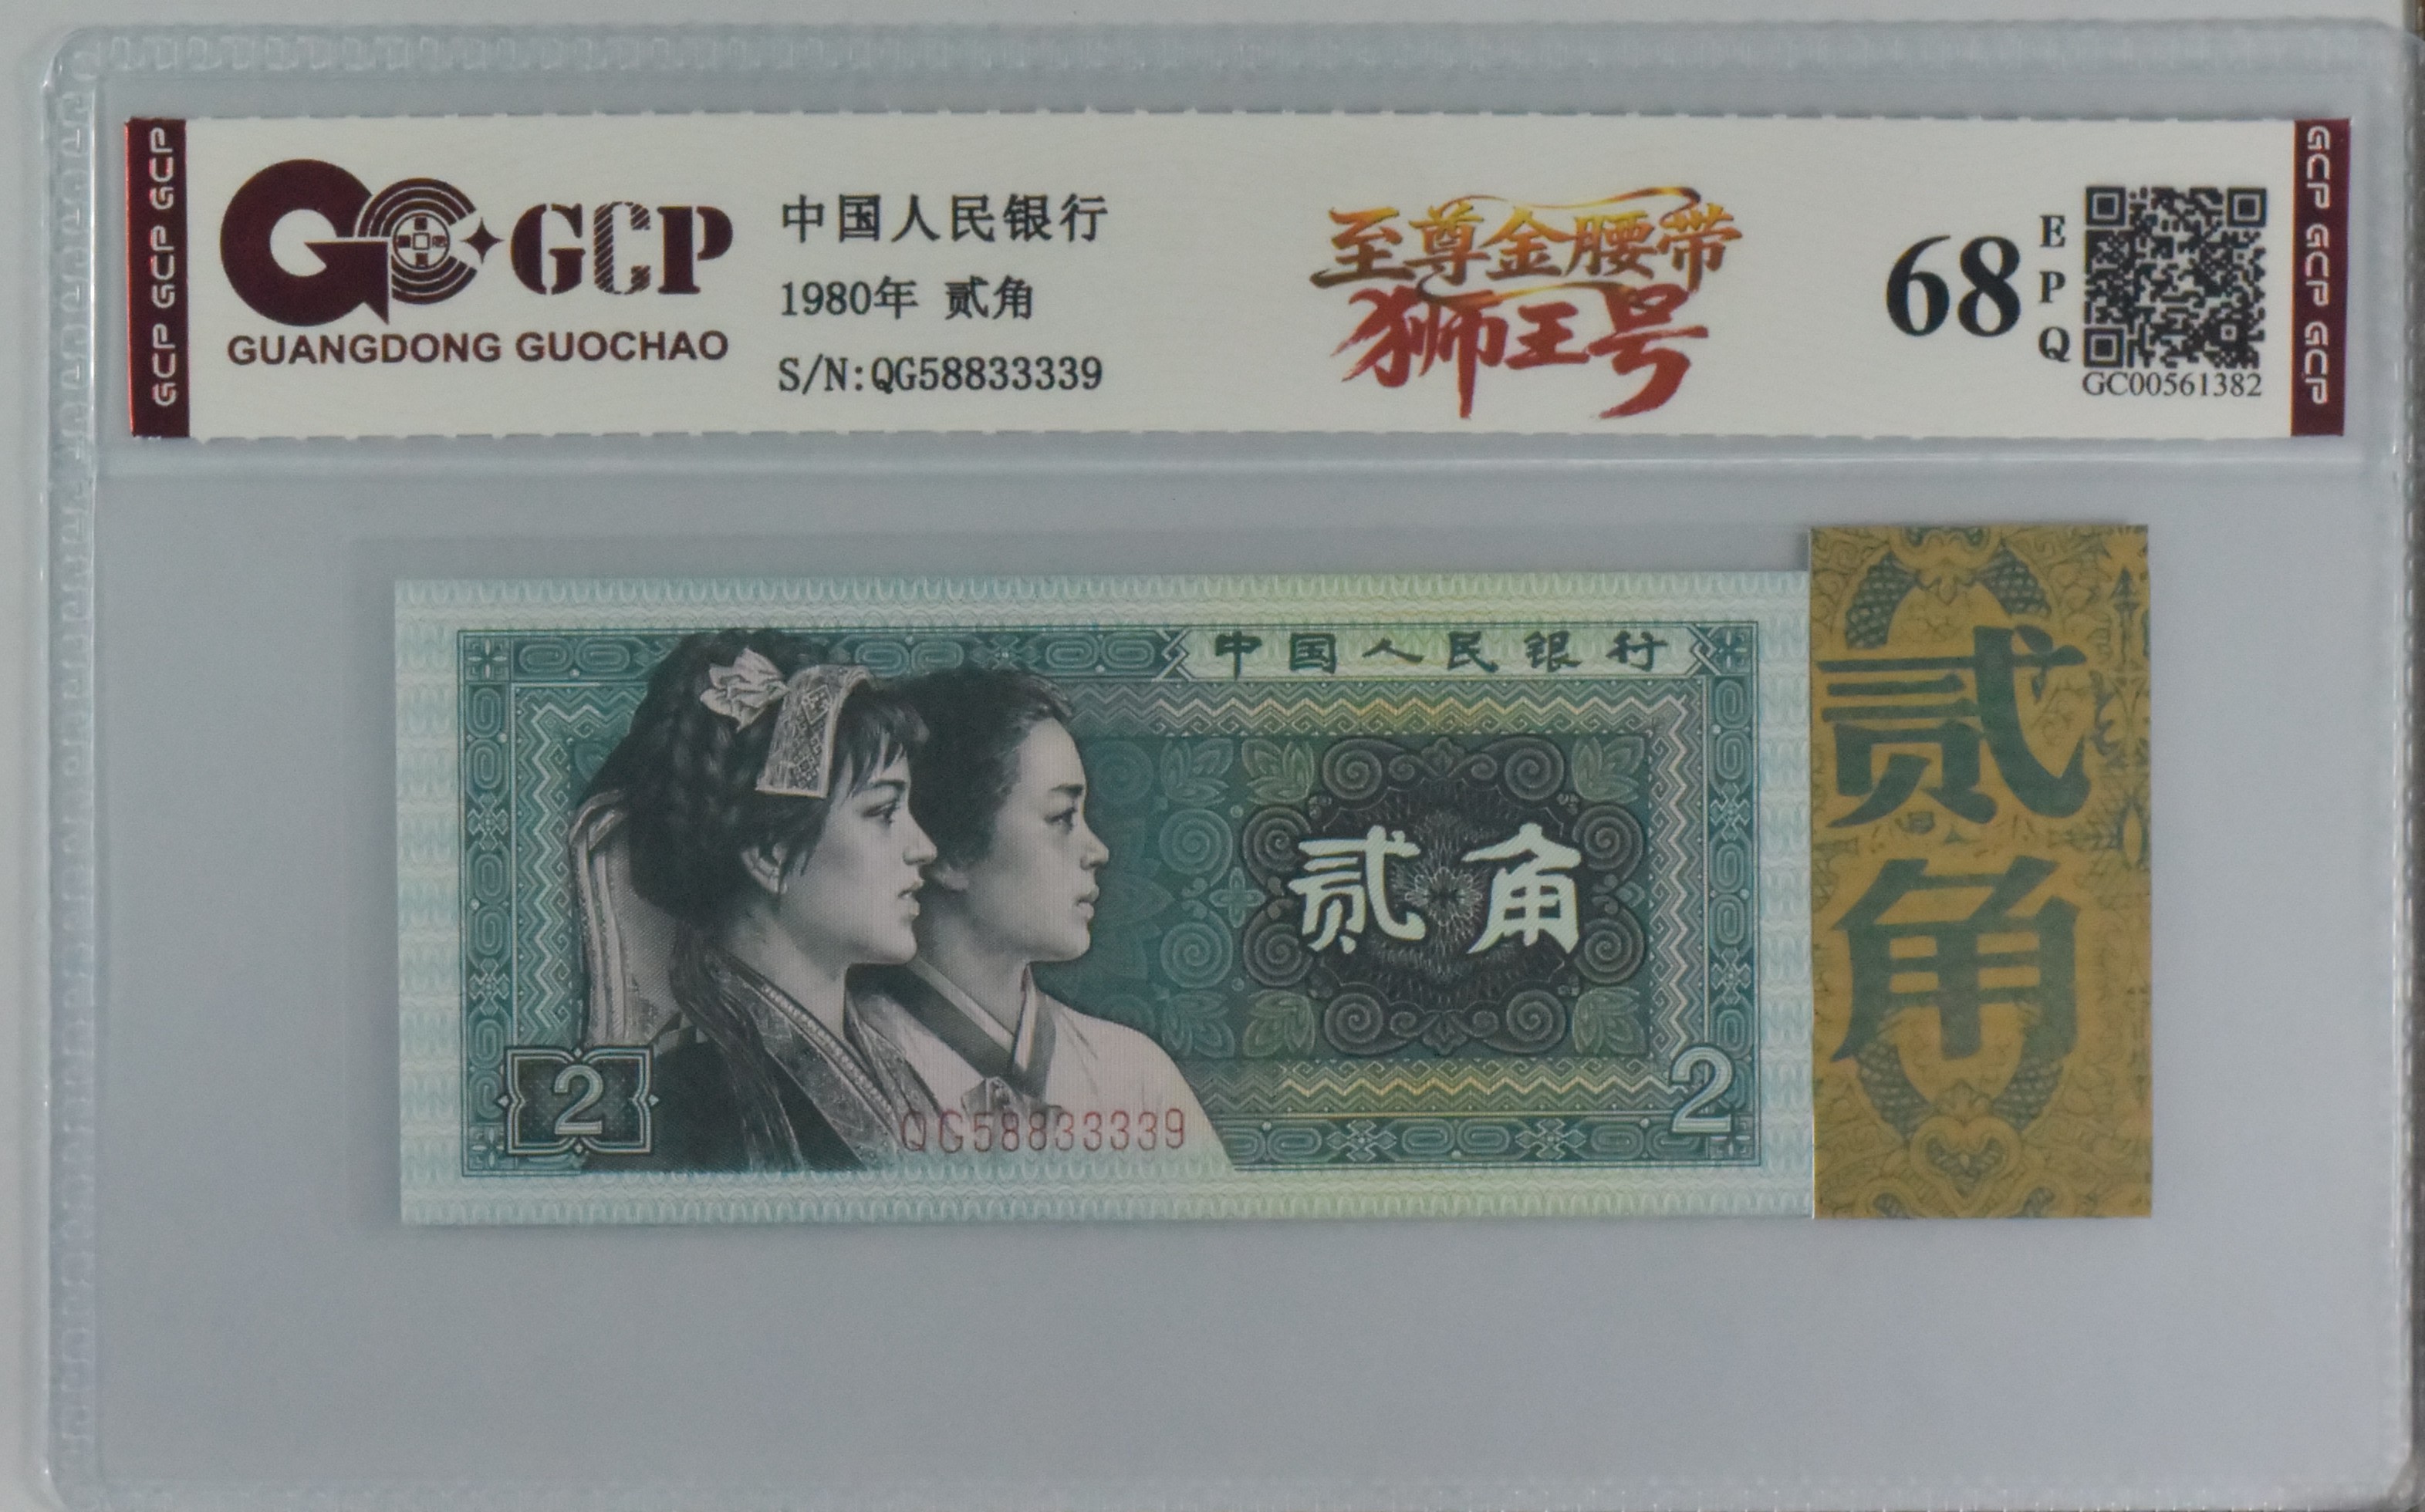 GCP GCP GCP
GCP
GUANGDONG GUOCHAO
中国人民银行
1980年 贰角
S/N:QG58833339
至尊金腰带
狮王号
68
EPQ
GC00561382
GCP GCP GCP
中国人民银行
贰角
2
2
QG58833339
贰角